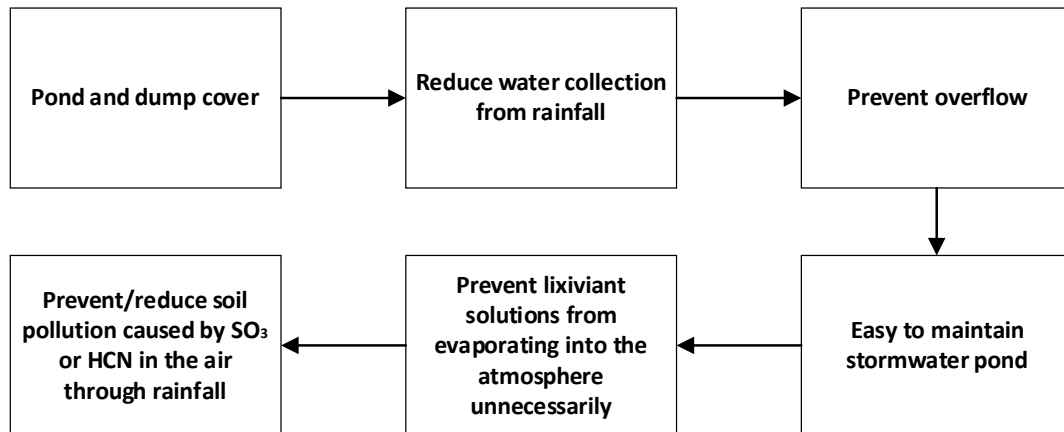 Pond and dump cover
Reduce water collection
from rainfall
Prevent overflow
Easy to maintain
stormwater pond
Prevent lixiviant
solutions from
evaporating into the
atmosphere
unnecessarily
Prevent/reduce soil
pollution caused by SO₃
or HCN in the air
through rainfall